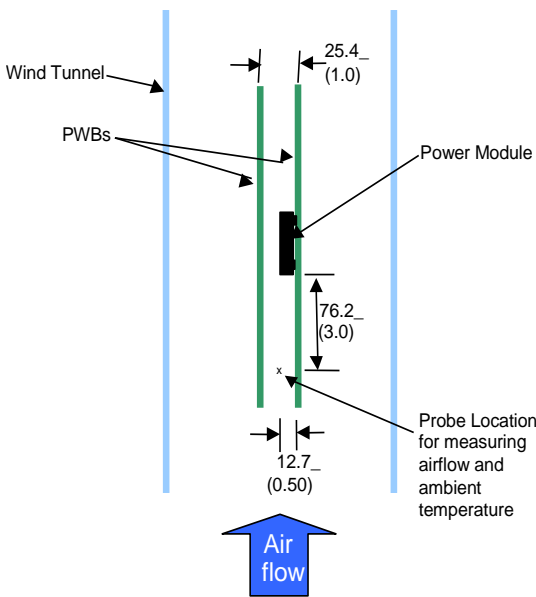 25.4_
(1.0)
Wind Tunnel
PWBs
Power Module
76.2_
(3.0)
x
Probe Location
for measuring
airflow and
ambient
temperature
12.7_
(0.50)
Air
flow